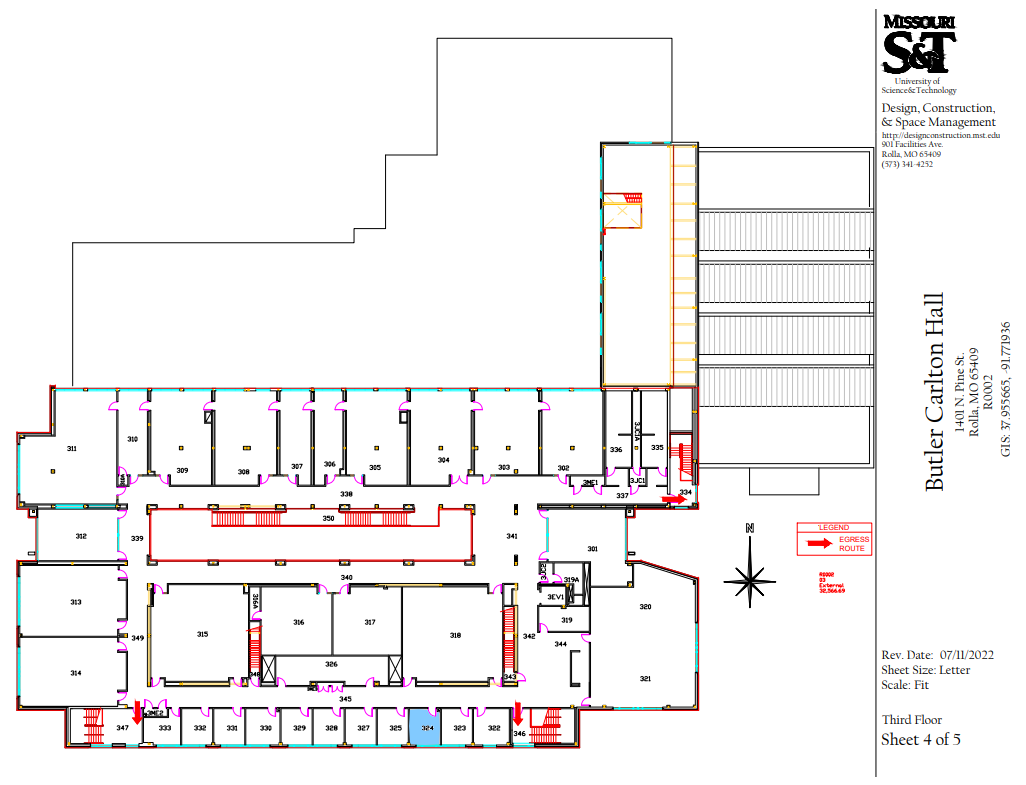 MISSOURI
S&T
University of
Science&Technology
Design, Construction,
& Space Management
http://designconstruction.mst.edu
901 Facilities Ave.
Rolla, MO 65409
(573) 341-4252
Butler Carlton Hall
1401 N. Pine St.
Rolla, MO 65409
R0002
GIS: 37.955665, -91.771936
311
310
310A
309
308
307
306
305
304
303
302
336
3JC1A
335
3ME1
3JC1
337
334
338
350
312
339
341
301
340
3JC2
319A
3EV1
319
320
313
349
315
316A
316
317
318
342
344
314
348
326
343
321
345
3ME2
347
333
332
331
330
329
328
327
325
324
323
322
346
N
'LEGEND
EGRESS
ROUTE
R0002
03
External
32,566.69
Rev. Date: 07/11/2022
Sheet Size: Letter
Scale: Fit
Third Floor
Sheet 4 of 5